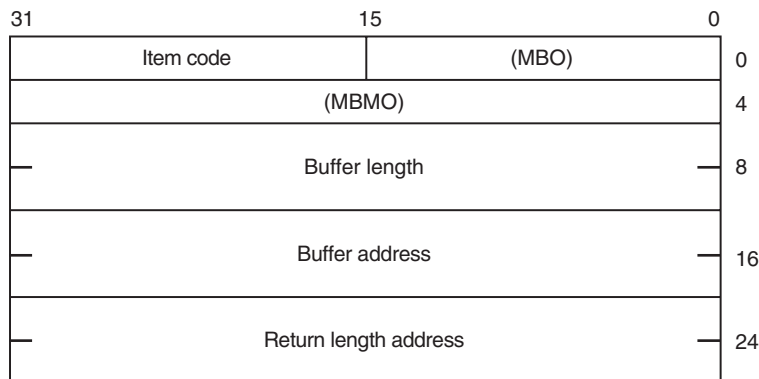 31 15 0
Item code (MBO) 0
(MBMO) 4
Buffer length 8
Buffer address 16
Return length address 24